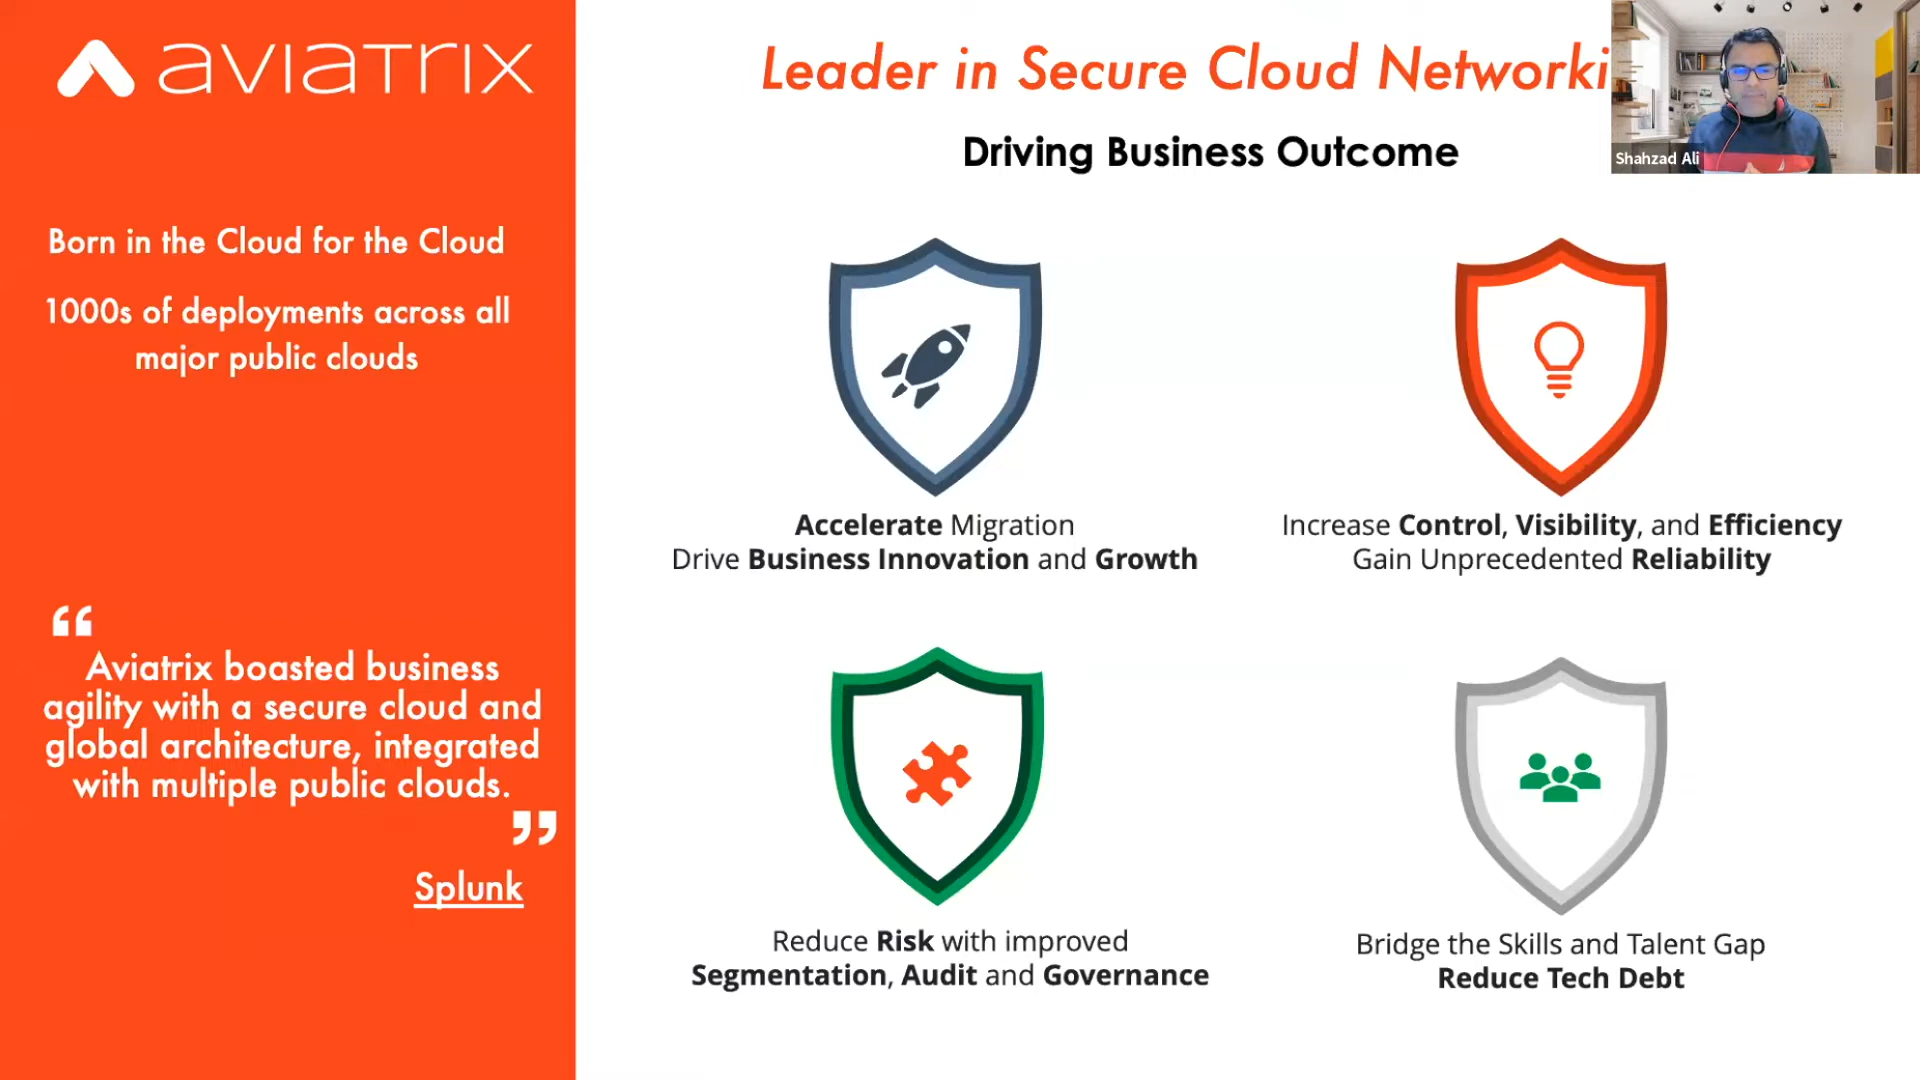 aviatrix
Born in the Cloud for the Cloud
1000s of deployments across all
major public clouds
“
Aviatrix boasted business
agility with a secure cloud and
global architecture, integrated
with multiple public clouds.
”
Splunk
Leader in Secure Cloud Networki
Driving Business Outcome
Shahzad Ali
Accelerate Migration
Drive Business Innovation and Growth
Increase Control, Visibility, and Efficiency
Gain Unprecedented Reliability
Reduce Risk with improved
Segmentation, Audit and Governance
Bridge the Skills and Talent Gap
Reduce Tech Debt